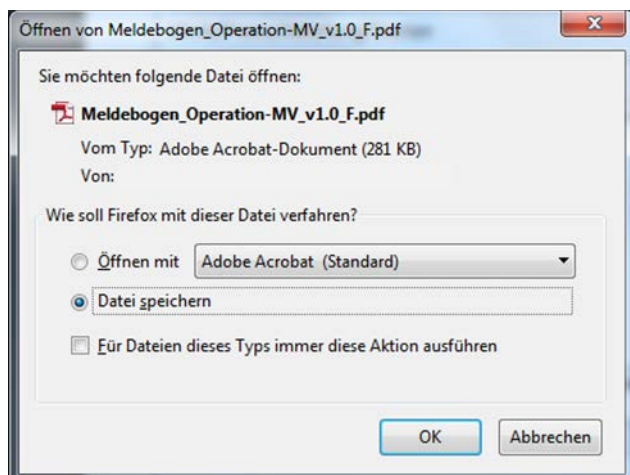 Öffnen von Meldebogen_Operation-MV_v1.0_F.pdf
Sie möchten folgende Datei öffnen:
Meldebogen_Operation-MV_v1.0_F.pdf
Vom Typ: Adobe Acrobat-Dokument (281 KB)
Von:
Wie soll Firefox mit dieser Datei verfahren?
Öffnen mit Adobe Acrobat (Standard)
Datei speichern
Für Dateien dieses Typs immer diese Aktion ausführen
OK Abbrechen